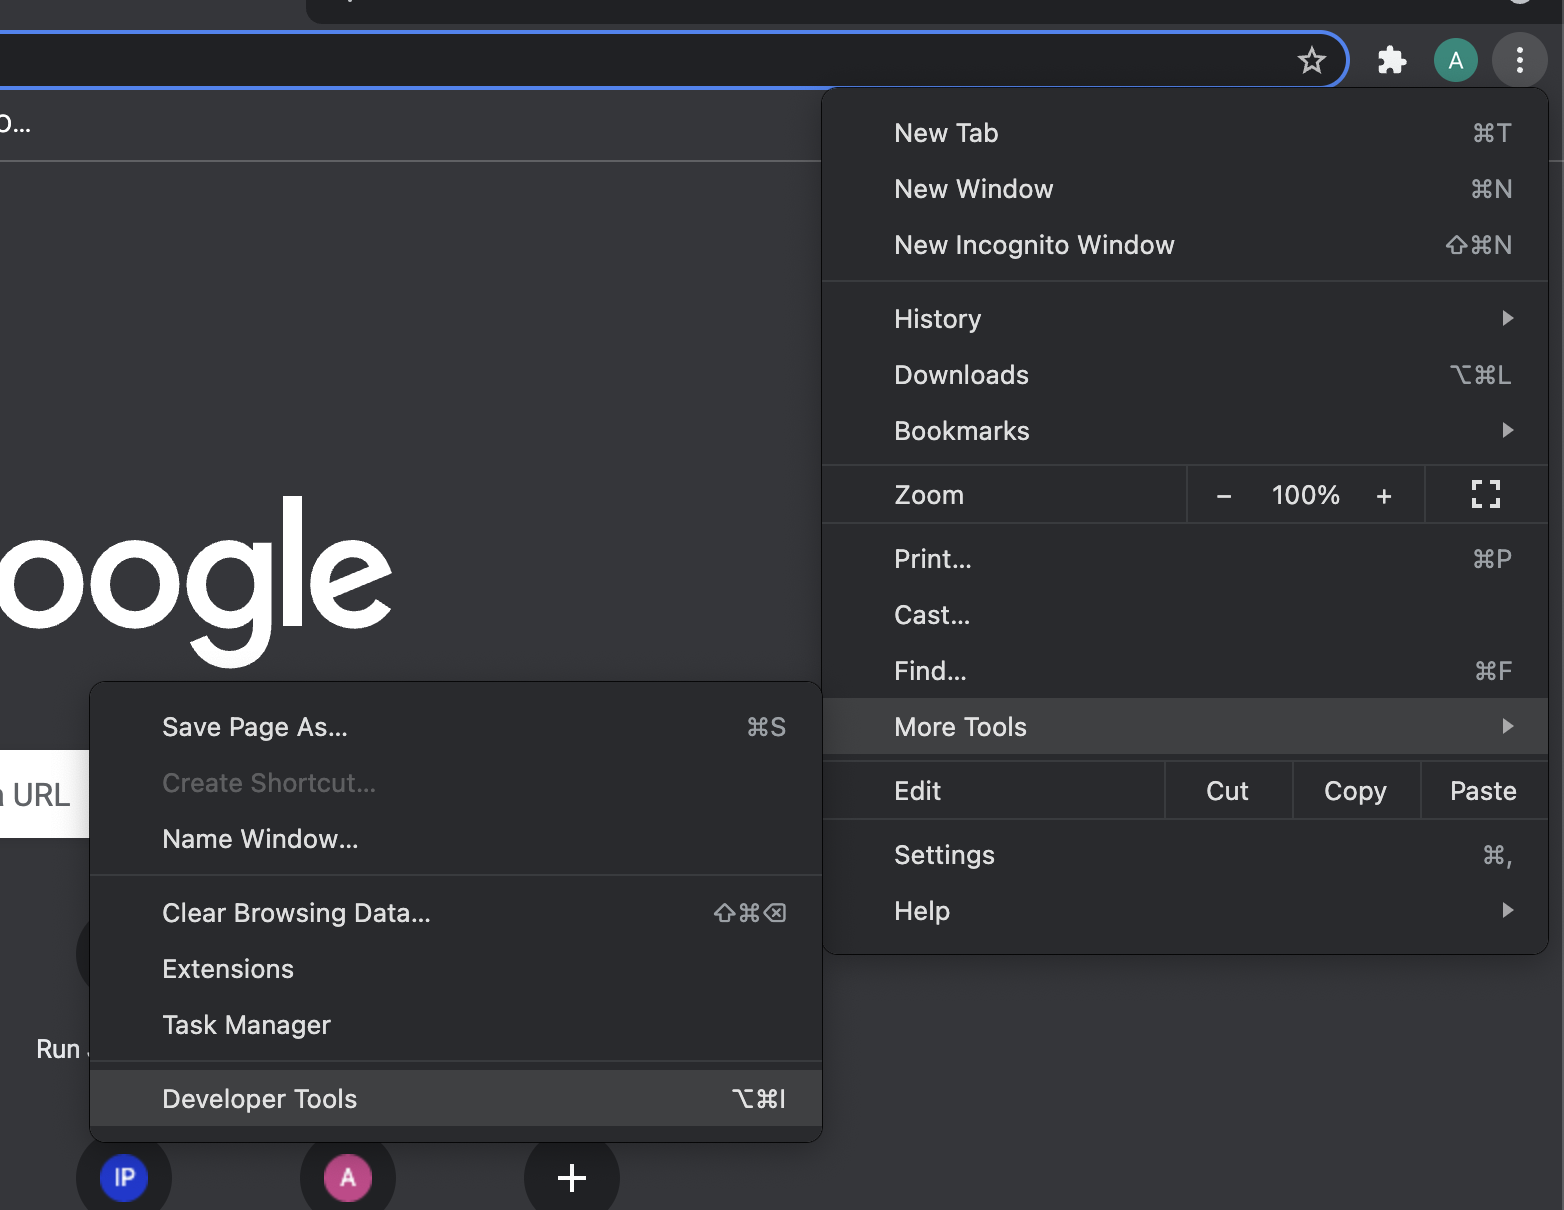 A
o...
New Tab ⌘T
New Window ⌘N
New Incognito Window ⇧⌘N
History
Downloads ⌥⌘L
Bookmarks
Zoom − 100% +
Print... ⌘P
Cast...
Find... ⌘F
More Tools
Edit Cut Copy Paste
Settings ⌘,
Help
oogle
URL
Save Page As... ⌘S
Create Shortcut...
Name Window...
Clear Browsing Data... ⇧⌘⌫
Extensions
Task Manager
Developer Tools ⌥⌘I
Run
IP
A